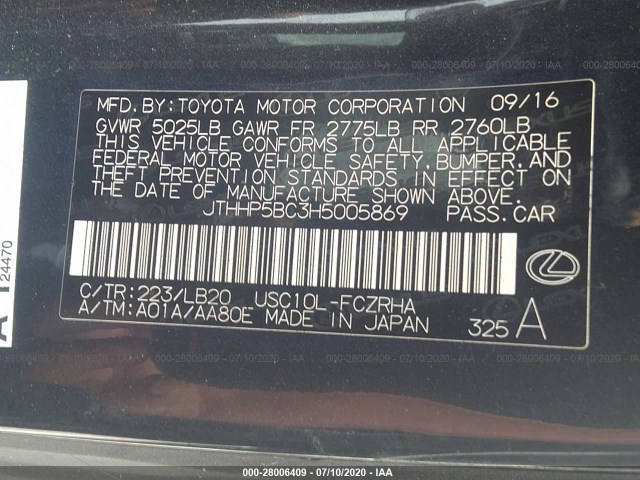 MFD. BY: TOYOTA MOTOR CORPORATION 09/16
GVWR 5025LB GAWR FR 2775LB RR 2760LB
THIS VEHICLE CONFORMS TO ALL APPLICABLE
FEDERAL MOTOR VEHICLE SAFETY, BUMPER, AND
THEFT PREVENTION STANDARDS IN EFFECT ON
THE DATE OF MANUFACTURE SHOWN ABOVE.
JTHHP5BC3H5005869 PASS. CAR
C/TR: 223/LB20 USC10L-FCZRHA
A/TM: A01A/AA80E MADE IN JAPAN 325 A
24470
000-28006409 - 07/10/2020 - IAA